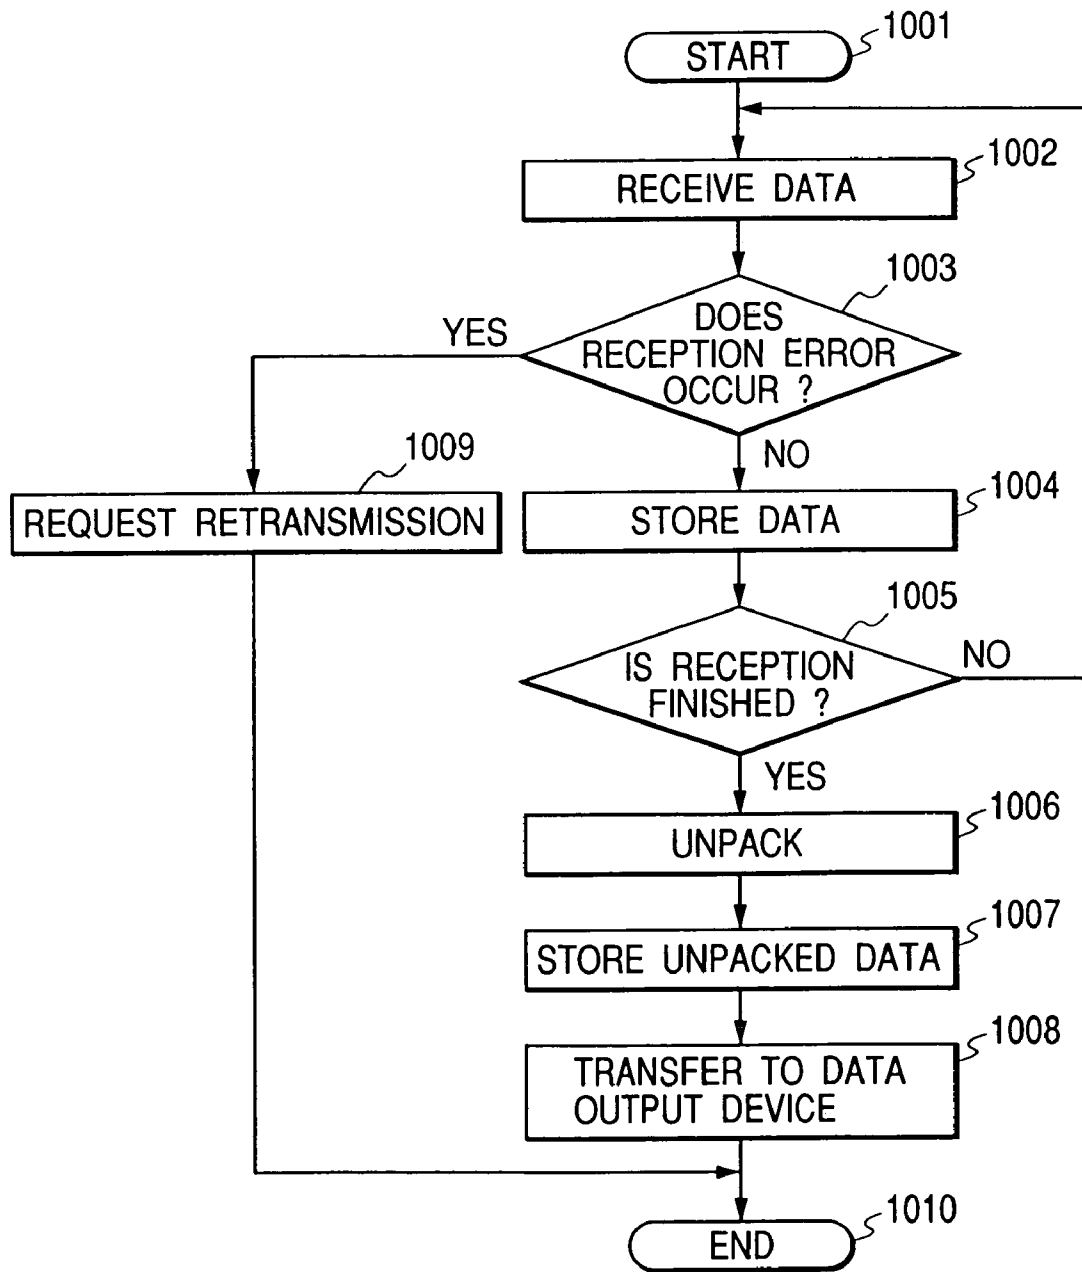 1001
START
1002
RECEIVE DATA
1003
DOES
RECEPTION ERROR
OCCUR ?
YES
NO
1009
REQUEST RETRANSMISSION
1004
STORE DATA
1005
IS RECEPTION
FINISHED ?
NO
YES
1006
UNPACK
1007
STORE UNPACKED DATA
1008
TRANSFER TO DATA
OUTPUT DEVICE
1010
END